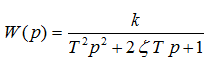 W(p) = k / (T²p² + 2ζTp + 1)